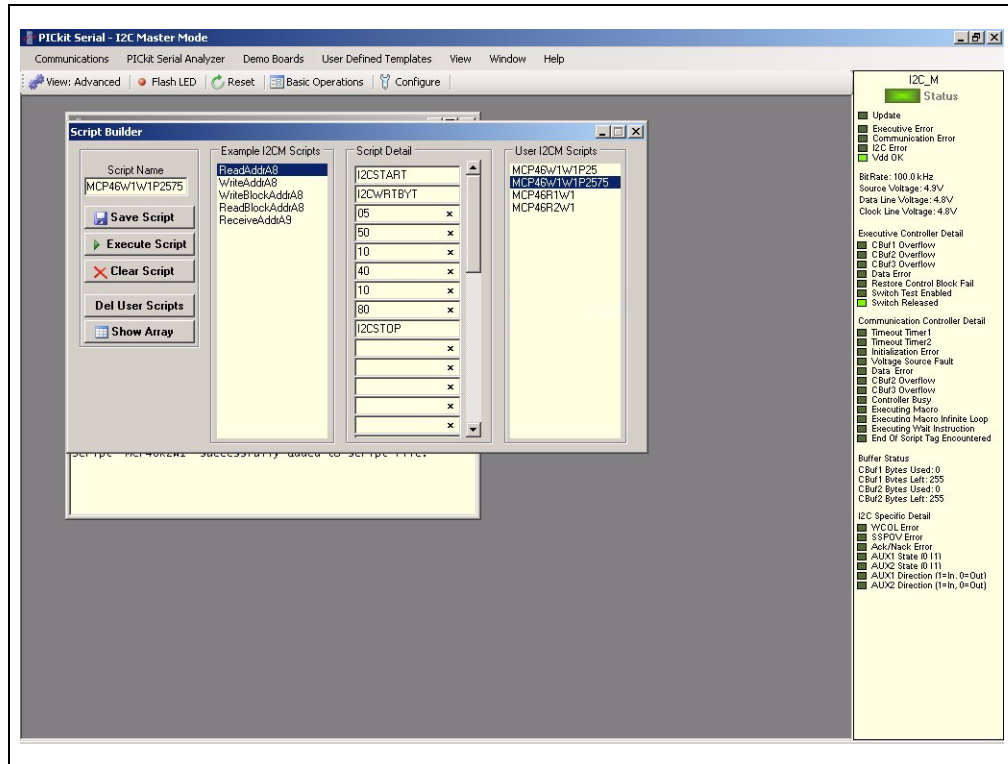 PICkit Serial - I2C Master Mode
Communications PICkit Serial Analyzer Demo Boards User Defined Templates View Window Help
View: Advanced Flash LED Reset Basic Operations Configure
Script Builder
Script Name
MCP46W1W1P2575
Save Script
Execute Script
Clear Script
Del User Scripts
Show Array
Example I2CM Scripts
ReadAddrA8
WriteAddrA8
WriteBlockAddrA8
ReadBlockAddrA8
ReceiveAddrA9
Script Detail
I2CSTART
I2CWRTBYT
05
50
10
40
10
80
I2CSTOP
User I2CM Scripts
MCP46W1W1P25
MCP46W1W1P2575
MCP46R1W1
MCP46R2W1
I2C_M
Status
Update
Executive Error
Communication Error
I2C Error
Vdd OK
BitRate: 100.0 kHz
Source Voltage: 4.9V
Data Line Voltage: 4.8V
Clock Line Voltage: 4.8V
Executive Controller Detail
CBuf1 Overflow
CBuf2 Overflow
CBuf3 Overflow
Data Error
Restore Control Block Fail
Switch Test Enabled
Switch Released
Communication Controller Detail
Timeout Timer1
Timeout Timer2
Initialization Error
Voltage Source Fault
Data Error
CBuf2 Overflow
CBuf3 Overflow
Controller Busy
Executing Macro
Executing Macro Infinite Loop
Executing Wait Instruction
End Of Script Tag Encountered
Buffer Status
CBuf1 Bytes Used: 0
CBuf1 Bytes Left: 255
CBuf2 Bytes Used: 0
CBuf2 Bytes Left: 255
I2C Specific Detail
WCOL Error
SSPOV Error
Ack/Nack Error
AUX1 State (0 | 1)
AUX2 State (0 | 1)
AUX1 Direction (1=In, 0=Out)
AUX2 Direction (1=In, 0=Out)